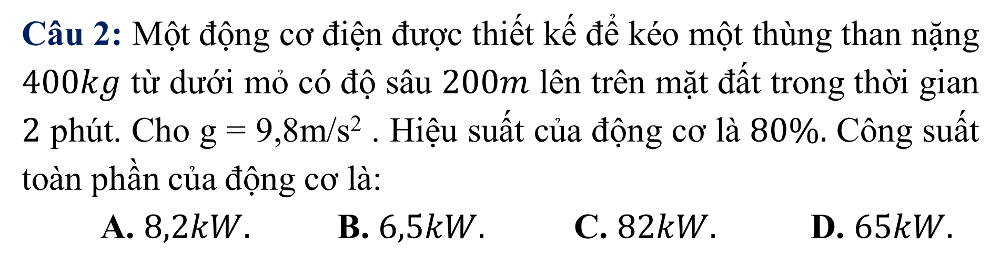 Câu 2: Một động cơ điện được thiết kế để kéo một thùng than nặng
400kg từ dưới mỏ có độ sâu 200m lên trên mặt đất trong thời gian
2 phút. Cho g = 9,8m/s² . Hiệu suất của động cơ là 80%. Công suất
toàn phần của động cơ là:
A. 8,2kW. B. 6,5kW. C. 82kW. D. 65kW.